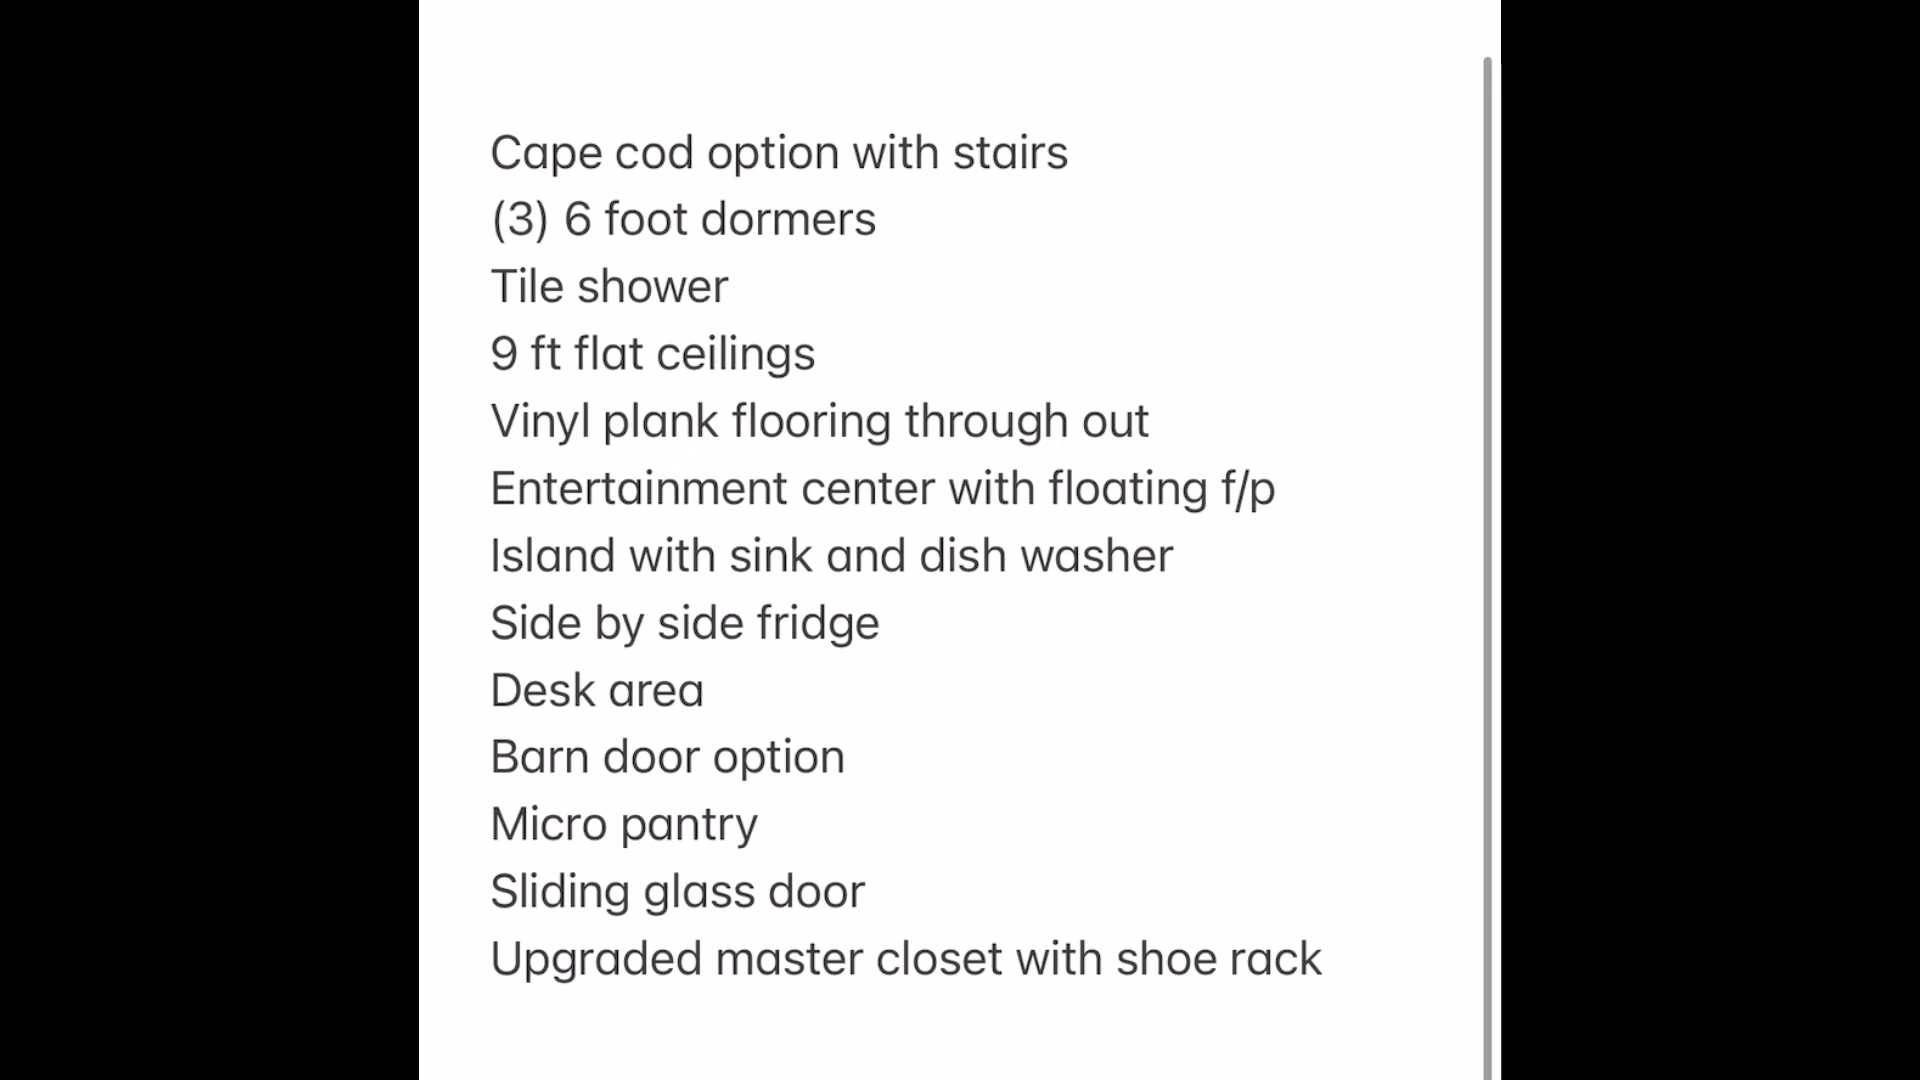 Cape cod option with stairs
(3) 6 foot dormers
Tile shower
9 ft flat ceilings
Vinyl plank flooring through out
Entertainment center with floating f/p
Island with sink and dish washer
Side by side fridge
Desk area
Barn door option
Micro pantry
Sliding glass door
Upgraded master closet with shoe rack